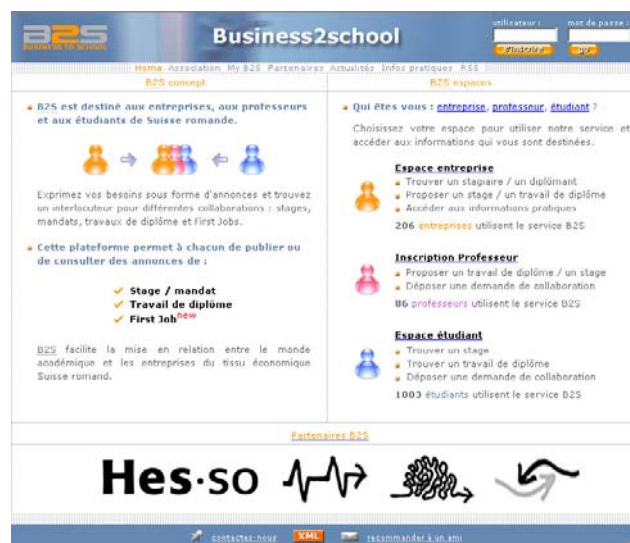 B2S
BUSINESS TO SCHOOL
Business2school
utilisateur :
mot de passe :
S'inscrire
go
Home Association My B2S Partenaires Actualités Infos pratiques RSS
B2S concept
B2S est destiné aux entreprises, aux professeurs
et aux étudiants de Suisse romande.
Exprimez vos besoins sous forme d'annonces et trouvez
un interlocuteur pour différentes collaborations : stages,
mandats, travaux de diplôme et First Jobs.
Cette plateforme permet à chacun de publier ou
de consulter des annonces de :
Stage / mandat
Travail de diplôme
First Job new
B2S facilite la mise en relation entre le monde
académique et les entreprises du tissu économique
Suisse romand.
B2S espaces
Qui êtes vous : entreprise, professeur, étudiant ?
Choisissez votre espace pour utiliser notre service et
accéder aux informations qui vous sont destinées.
Espace entreprise
Trouver un stagiaire / un diplômant
Proposer un stage / un travail de diplôme
Accéder aux informations pratiques
206 entreprises utilisent le service B2S
Inscription Professeur
Proposer un travail de diplôme / un stage
Déposer une demande de collaboration
86 professeurs utilisent le service B2S
Espace étudiant
Trouver un stage
Trouver un travail de diplôme
Déposer une demande de collaboration
1003 étudiants utilisent le service B2S
Partenaires B2S
Hes·so
contactez-nous XML recommander à un ami